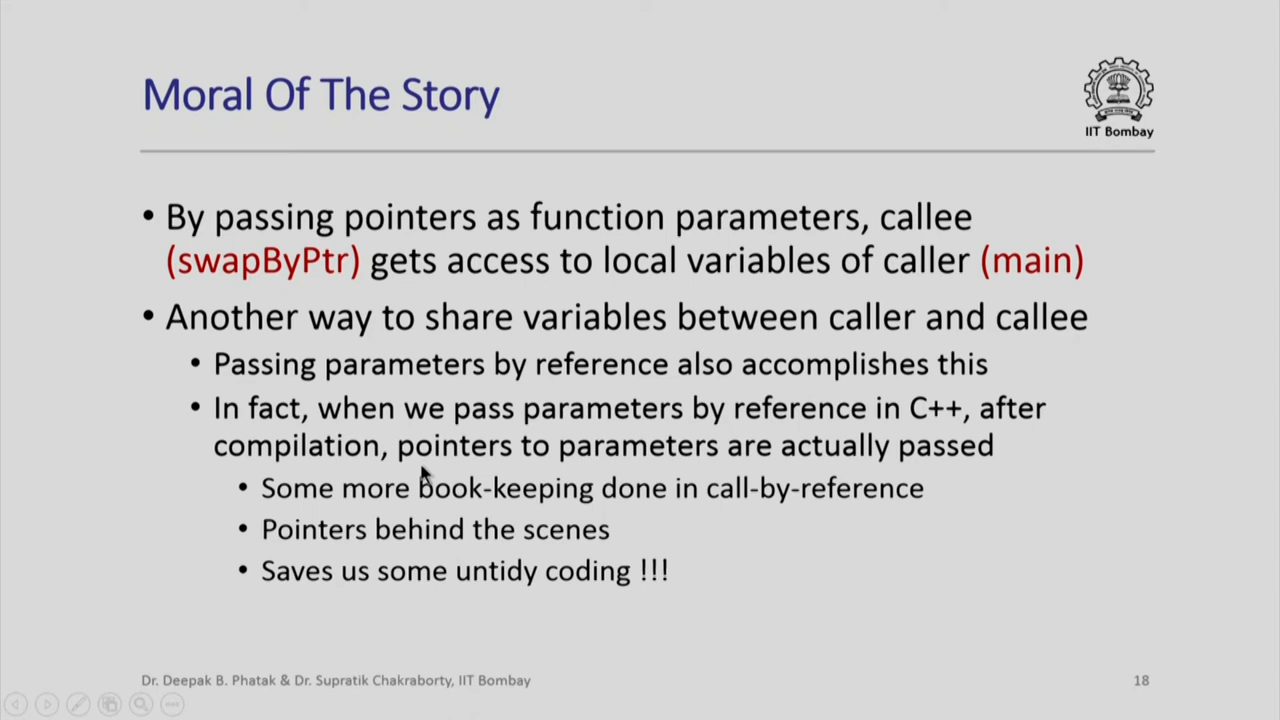 Moral Of The Story
IIT Bombay
• By passing pointers as function parameters, callee
(swapByPtr) gets access to local variables of caller (main)
• Another way to share variables between caller and callee
• Passing parameters by reference also accomplishes this
• In fact, when we pass parameters by reference in C++, after
compilation, pointers to parameters are actually passed
• Some more book-keeping done in call-by-reference
• Pointers behind the scenes
• Saves us some untidy coding !!!
Dr. Deepak B. Phatak & Dr. Supratik Chakraborty, IIT Bombay
18